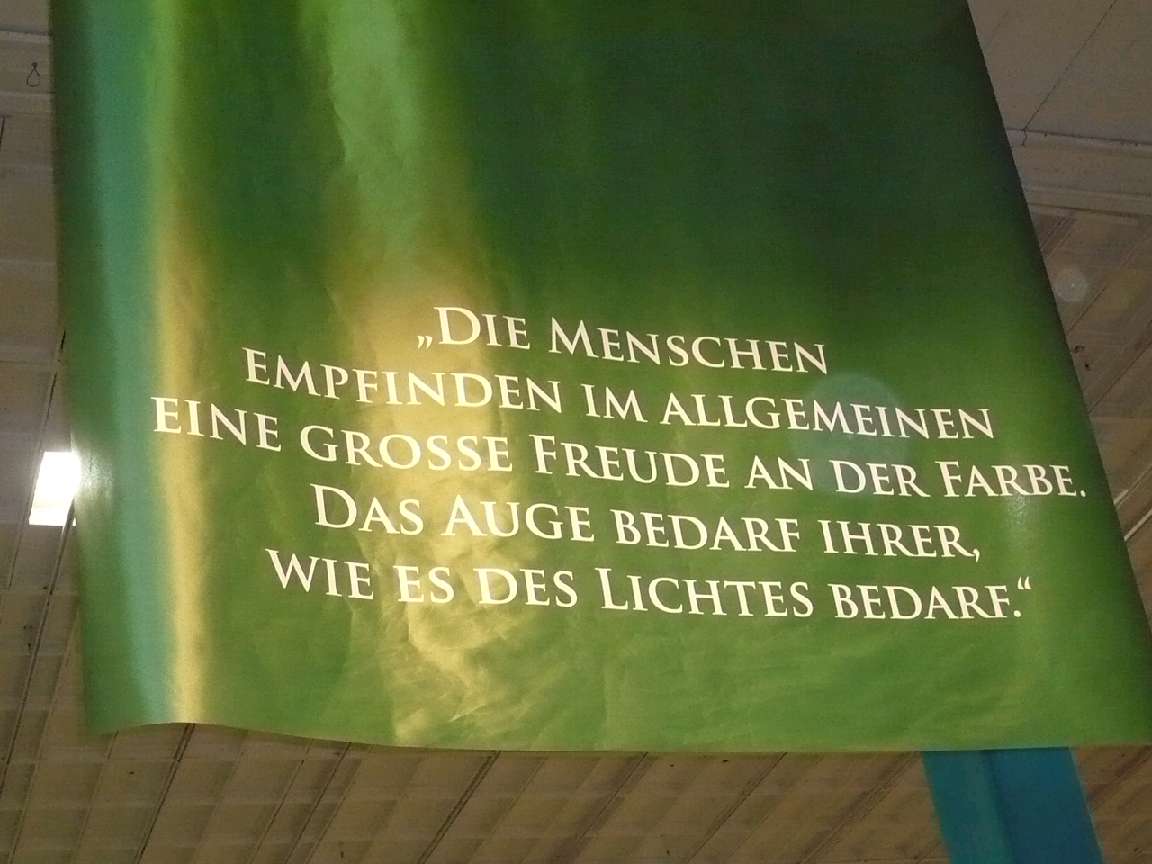 „Die Menschen
empfinden im allgemeinen
eine grosse Freude an der Farbe.
Das Auge bedarf ihrer,
wie es des Lichtes bedarf.“